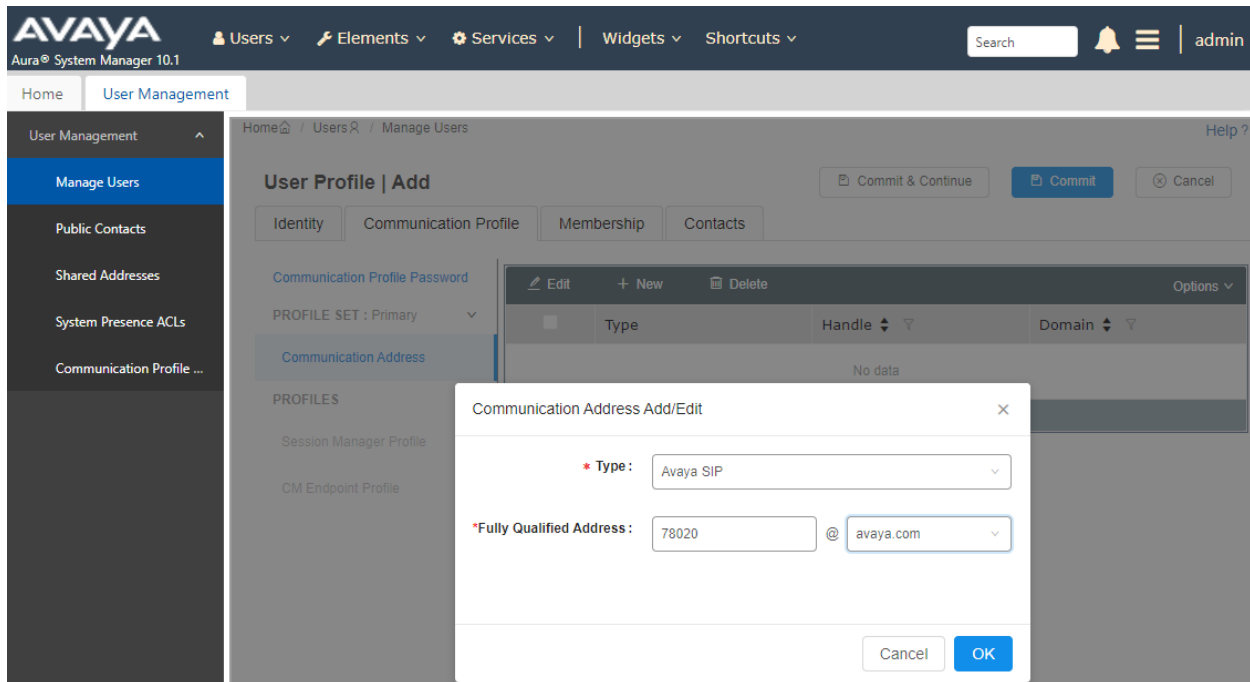 AVAYA
Aura® System Manager 10.1
Users Elements Services | Widgets Shortcuts Search admin
Home User Management
User Management
Manage Users
Public Contacts
Shared Addresses
System Presence ACLs
Communication Profile ...
Home / Users / Manage Users Help ?
User Profile | Add Commit & Continue Commit Cancel
Identity Communication Profile Membership Contacts
Communication Profile Password
PROFILE SET : Primary
Communication Address
PROFILES
Session Manager Profile
CM Endpoint Profile
Edit + New Delete Options
Type Handle Domain
No data
Communication Address Add/Edit ×
* Type : Avaya SIP
*Fully Qualified Address : 78020 @ avaya.com
Cancel OK